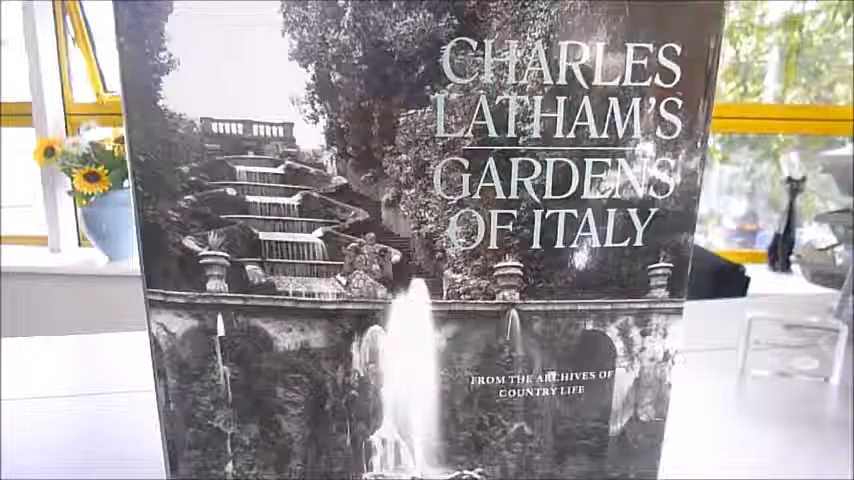 CHARLES
LATHAM'S
GARDENS
OF ITALY
FROM THE ARCHIVES OF
COUNTRY LIFE